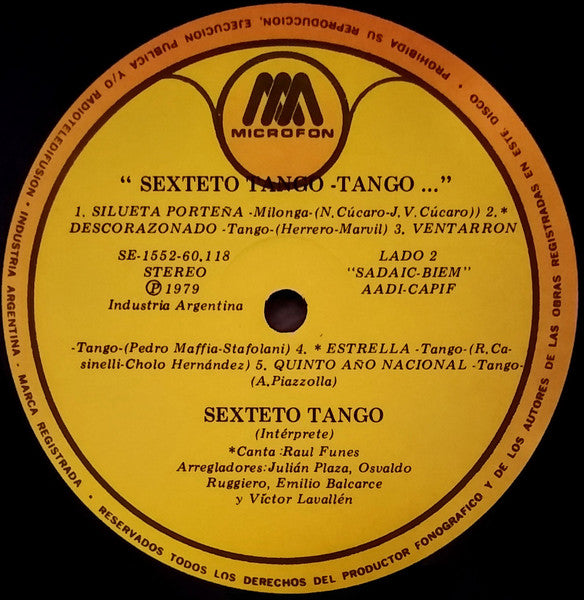 MICROFON
“ SEXTETO TANGO -TANGO ...”
1. SILUETA PORTEÑA -Milonga-(N. Cúcaro-J. V. Cúcaro)) 2.*
DESCORAZONADO -Tango-(Herrero-Marvil) 3. VENTARRON
SE-1552-60.118
STEREO
Ⓟ 1979
Industria Argentina
LADO 2
"SADAIC-BIEM"
AADI-CAPIF
-Tango-(Pedro Maffia-Stafolani) 4. * ESTRELLA -Tango-(R. Ca-
sinelli-Cholo Hernández) 5. QUINTO AÑO NACIONAL -Tango-
(A. Piazzolla)
SEXTETO TANGO
(Intérprete)
*Canta :Raul Funes
Arregladores:Julián Plaza, Osvaldo
Ruggiero, Emilio Balcarce
y Víctor Lavallén
INDUSTRIA ARGENTINA - MARCA REGISTRADA • RESERVADOS TODOS LOS DERECHOS DEL PRODUCTOR FONOGRAFICO Y DE LOS AUTORES DE LAS OBRAS REGISTRADAS EN ESTE DISCO • PROHIBIDA SU REPRODUCCION, EJECUCION PUBLICA Y/O RADIOTELEDIFUSION •